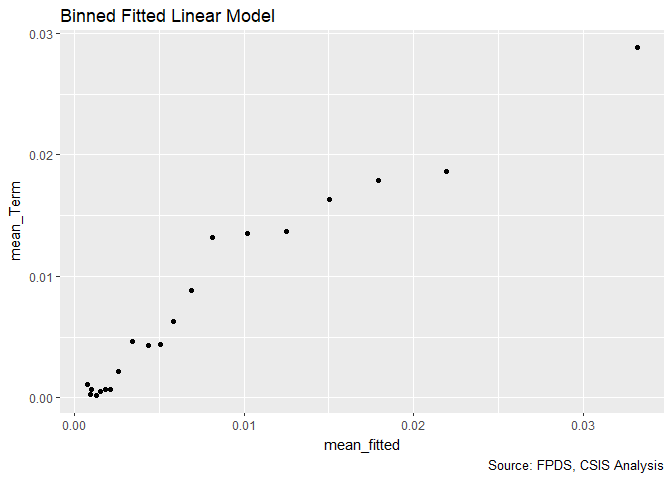 Binned Fitted Linear Model
0.03
0.02
0.01
0.00
mean_Term
0.00 0.01 0.02 0.03
mean_fitted
Source: FPDS, CSIS Analysis